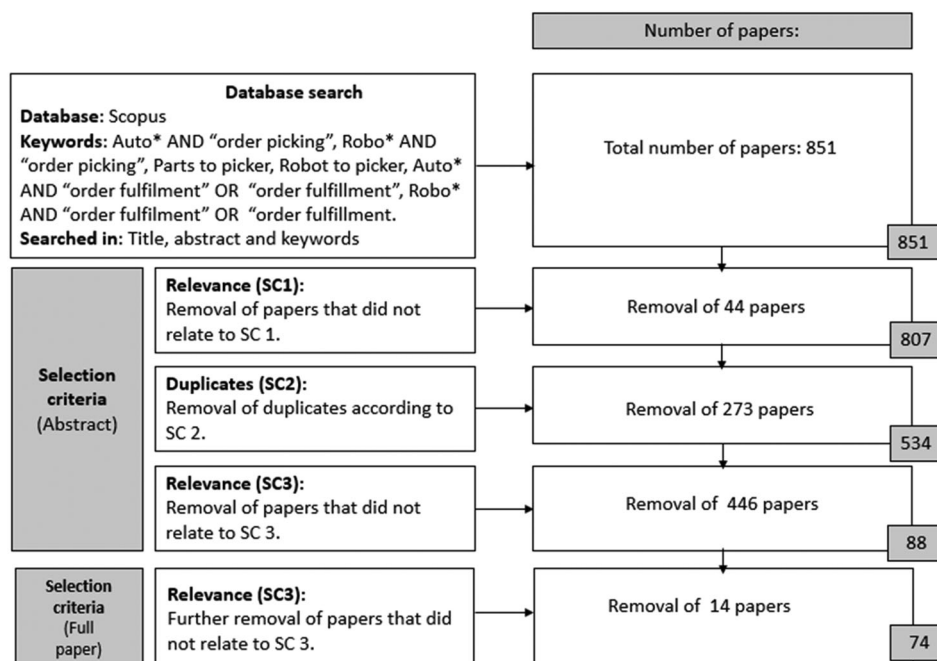 Number of papers:
Database search
Database: Scopus
Keywords: Auto* AND “order picking”, Robo* AND
“order picking”, Parts to picker, Robot to picker, Auto*
AND “order fulfilment” OR “order fulfillment”, Robo*
AND “order fulfilment” OR “order fulfillment.
Searched in: Title, abstract and keywords
Total number of papers: 851
851
Selection
criteria
(Abstract)
Relevance (SC1):
Removal of papers that did not
relate to SC 1.
Removal of 44 papers
807
Duplicates (SC2):
Removal of duplicates according to
SC 2.
Removal of 273 papers
534
Relevance (SC3):
Removal of papers that did not
relate to SC 3.
Removal of 446 papers
88
Selection
criteria
(Full
paper)
Relevance (SC3):
Further removal of papers that did
not relate to SC 3.
Removal of 14 papers
74